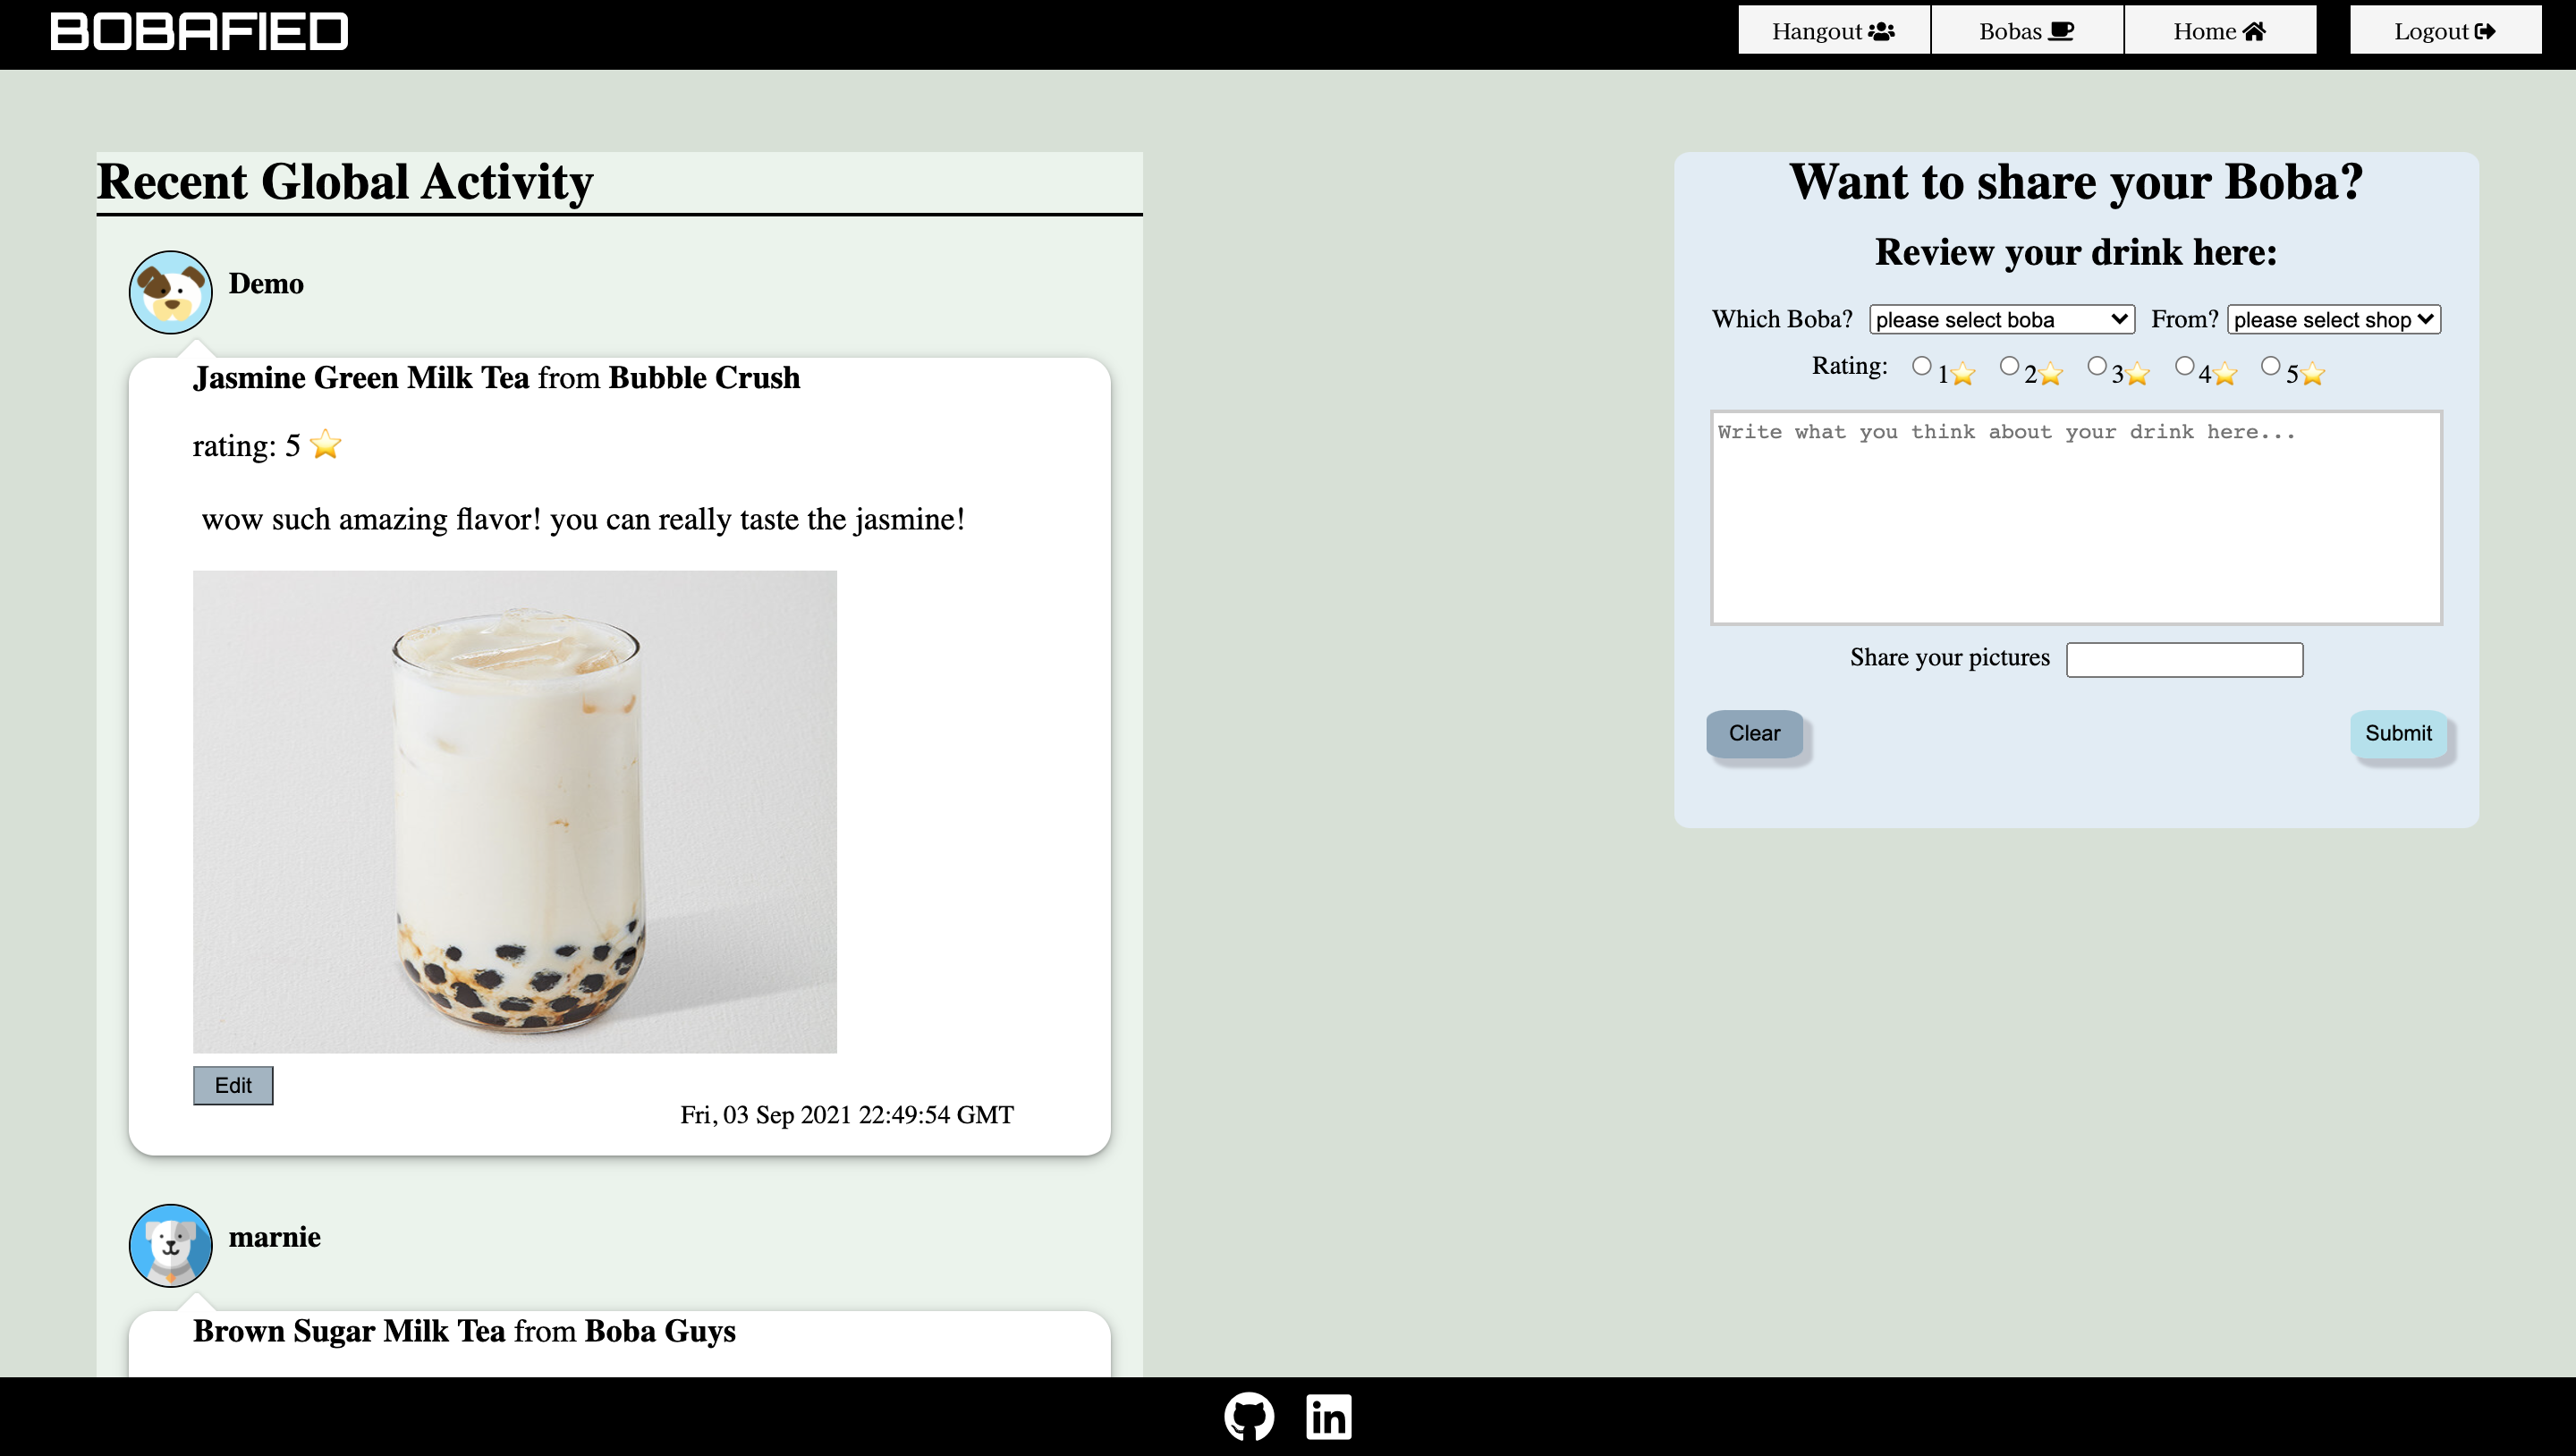 BOBAFIED
Hangout
Bobas
Home
Logout
Recent Global Activity
Demo
Jasmine Green Milk Tea from Bubble Crush
rating: 5 ⭐
wow such amazing flavor! you can really taste the jasmine!
Edit
Fri, 03 Sep 2021 22:49:54 GMT
marnie
Brown Sugar Milk Tea from Boba Guys
Want to share your Boba?
Review your drink here:
Which Boba? please select boba From? please select shop
Rating: 1⭐ 2⭐ 3⭐ 4⭐ 5⭐
Write what you think about your drink here...
Share your pictures
Clear
Submit
in